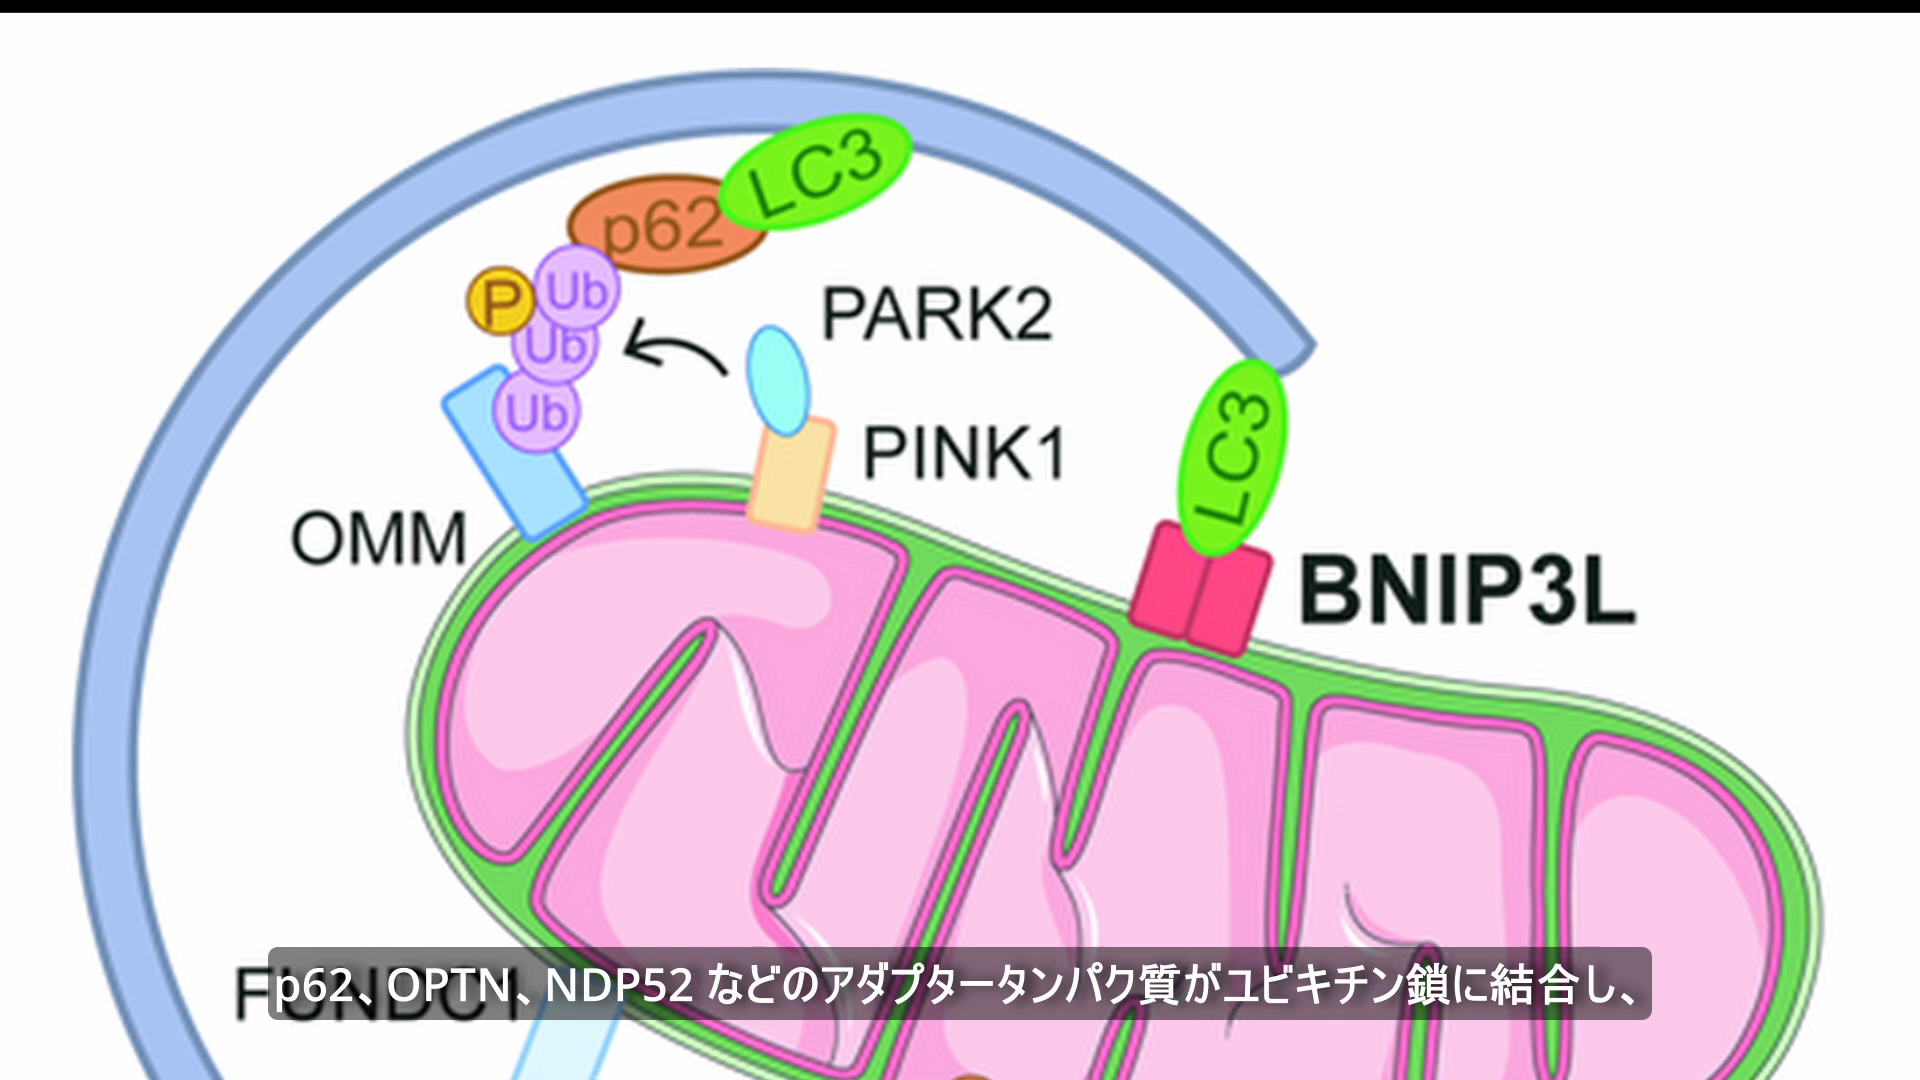 LC3
p62
P
Ub
Ub
Ub
PARK2
PINK1
LC3
OMM
BNIP3L
FUNDC1
p62、OPTN、NDP52 などのアダプタータンパク質がユビキチン鎖に結合し、